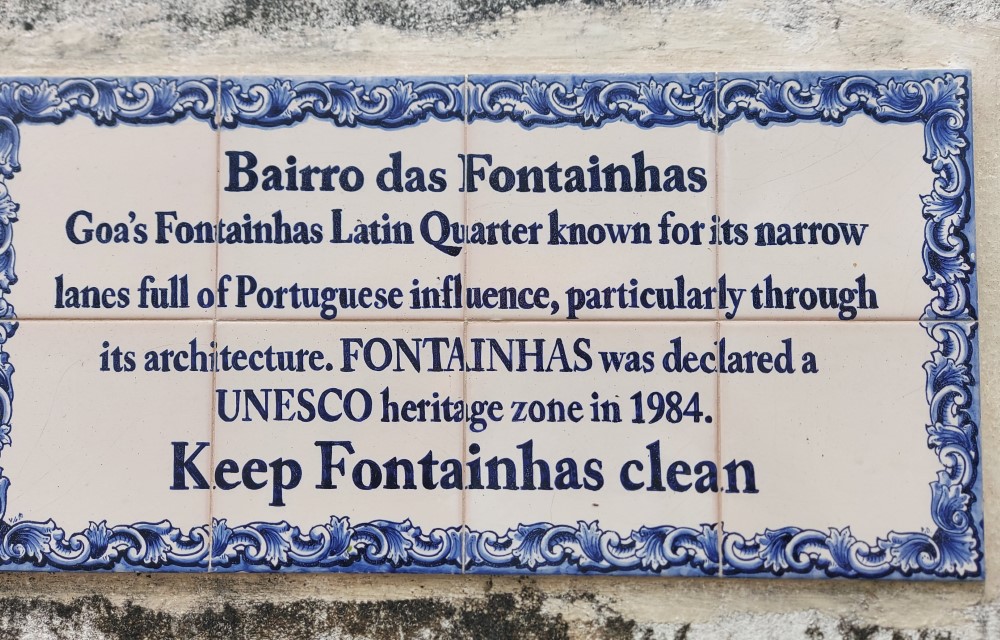 Bairro das Fontainhas
Goa's Fontainhas Latin Quarter known for its narrow
lanes full of Portuguese influence, particularly through
its architecture. FONTAINHAS was declared a
UNESCO heritage zone in 1984.
Keep Fontainhas clean